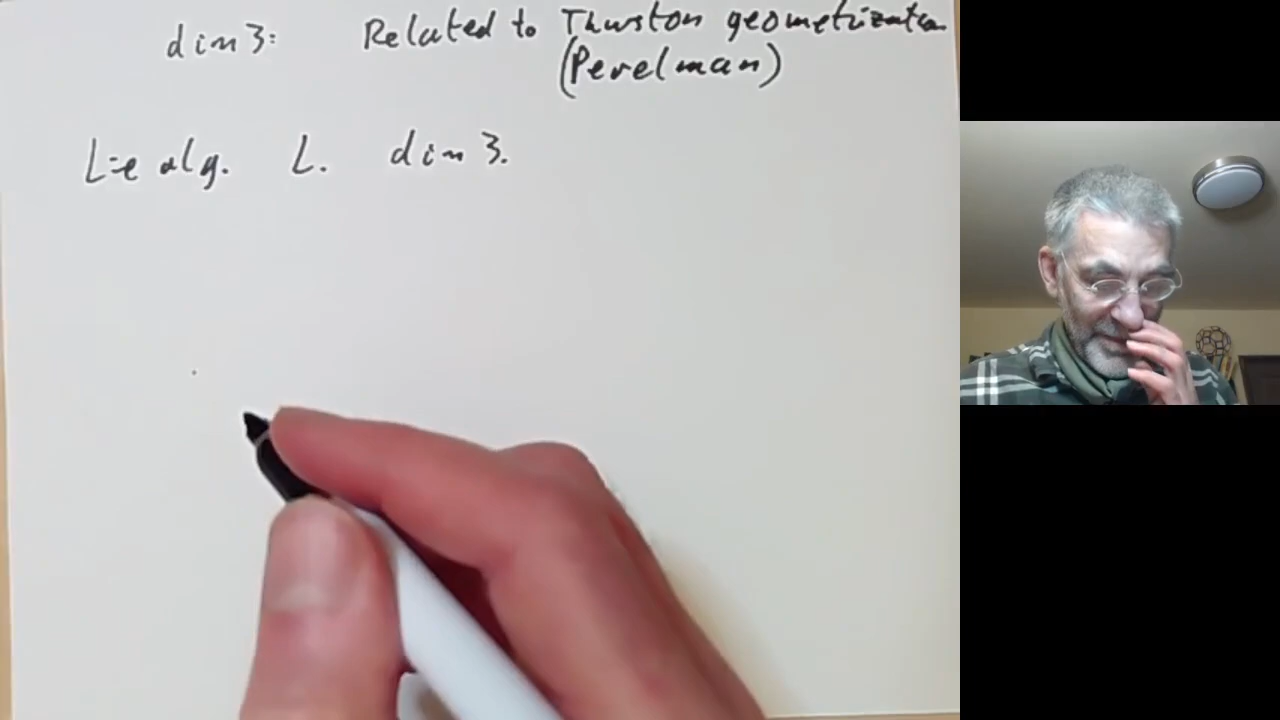 dim 3: Related to Thurston geometrization
(Perelman)
Lie alg. L. dim 3.